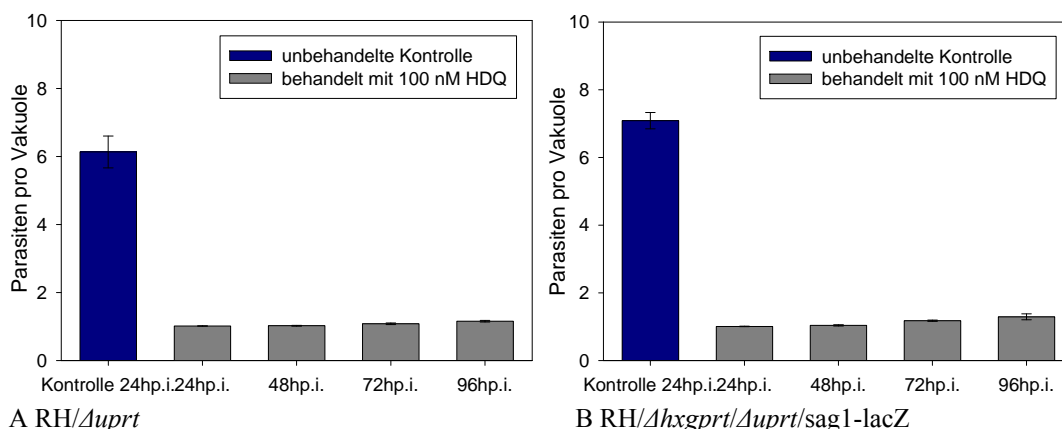 10
8
6
4
2
0
Parasiten pro Vakuole
unbehandelte Kontrolle
behandelt mit 100 nM HDQ
Kontrolle 24hp.i. 24hp.i. 48hp.i. 72hp.i. 96hp.i.
A RH/Δuprt
10
8
6
4
2
0
Parasiten pro Vakuole
unbehandelte Kontrolle
behandelt mit 100 nM HDQ
Kontrolle 24hp.i. 24hp.i. 48hp.i. 72hp.i. 96hp.i.
B RH/Δhxgprt/Δuprt/sag1-lacZ